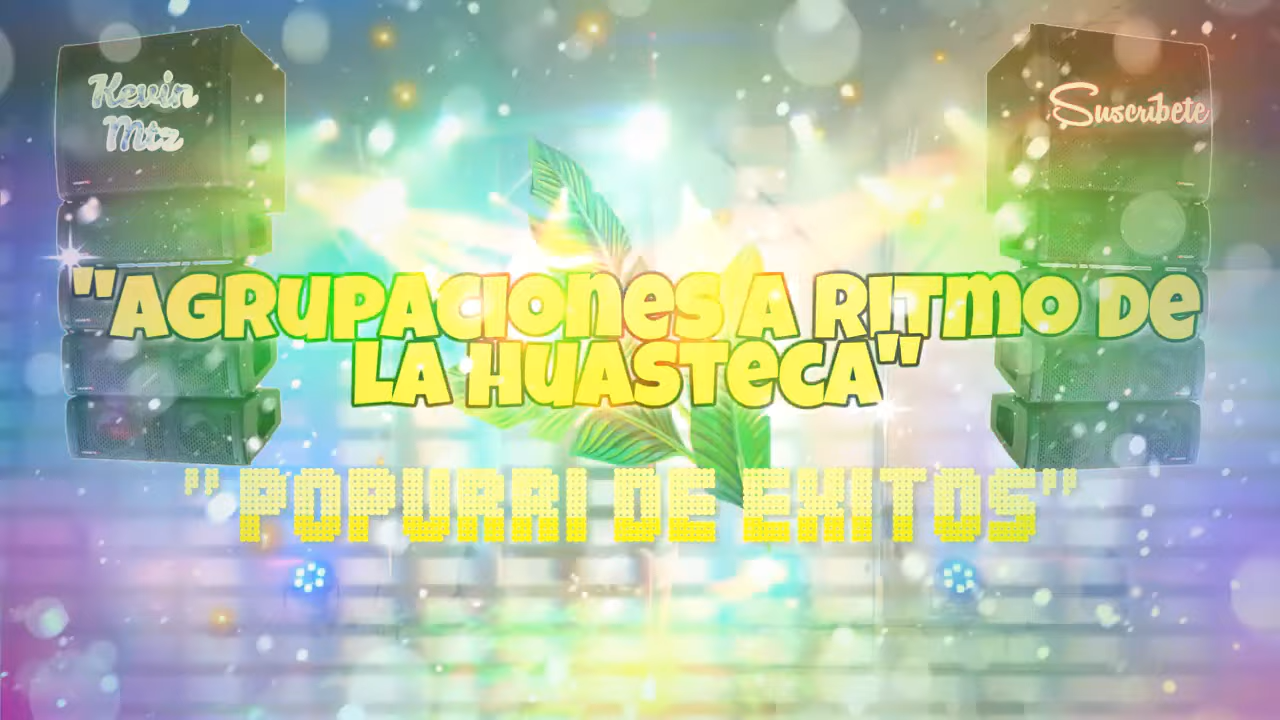 Kevin
Mtz
Suscribete
"AGRUPACIONES A RITMO DE
LA HUASTECA"
" POPURRI DE EXITOS"